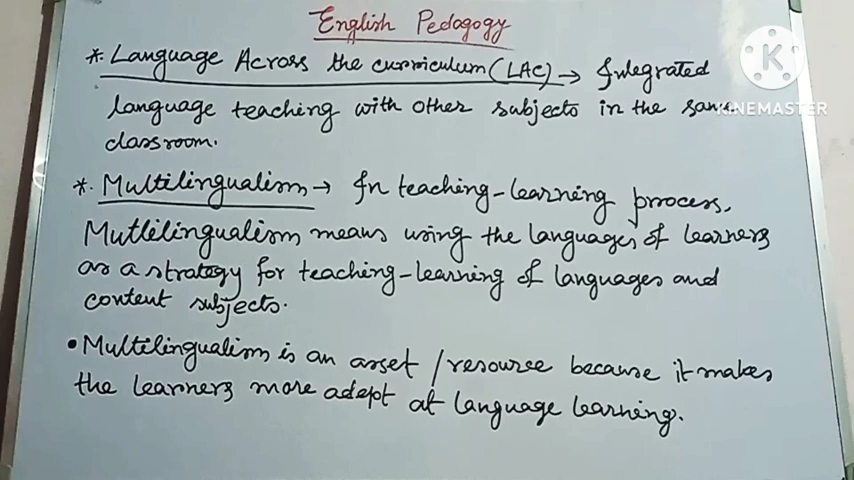 English Pedagogy
*. Language Across the curriculum (LAC) → Integrated
language teaching with other subjects in the same
classroom.
*. Multilingualism → In teaching-learning process,
Mutlilingualism means using the languages of learners
as a strategy for teaching-learning of languages and
content subjects.
• Multilingualism is an asset / resource because it makes
the learners more adept at language learning.
K
KINEMASTER